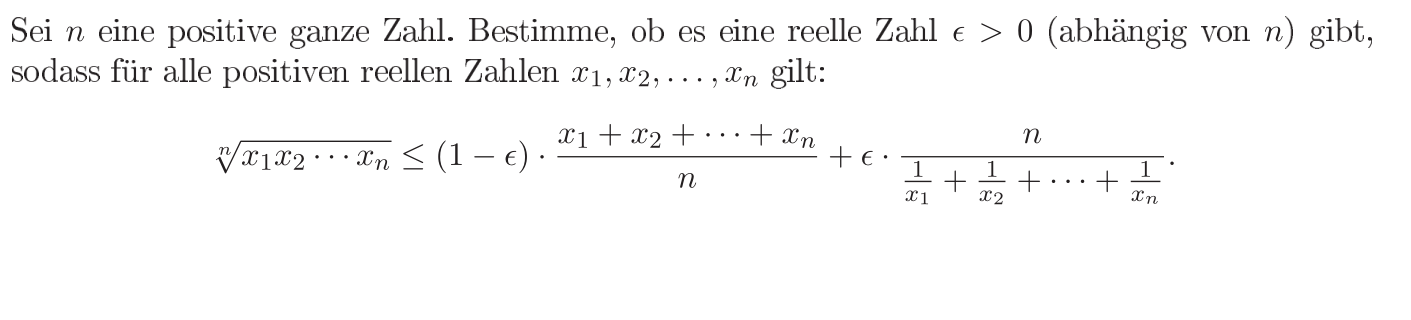 Sei $n$ eine positive ganze Zahl. Bestimme, ob es eine reelle Zahl $\epsilon > 0$ (abhängig von $n$) gibt,
sodass für alle positiven reellen Zahlen $x_1, x_2, \ldots, x_n$ gilt:
$$\sqrt[n]{x_1 x_2 \cdots x_n} \leq (1 - \epsilon) \cdot \frac{x_1 + x_2 + \cdots + x_n}{n} + \epsilon \cdot \frac{n}{\frac{1}{x_1} + \frac{1}{x_2} + \cdots + \frac{1}{x_n}}.$$